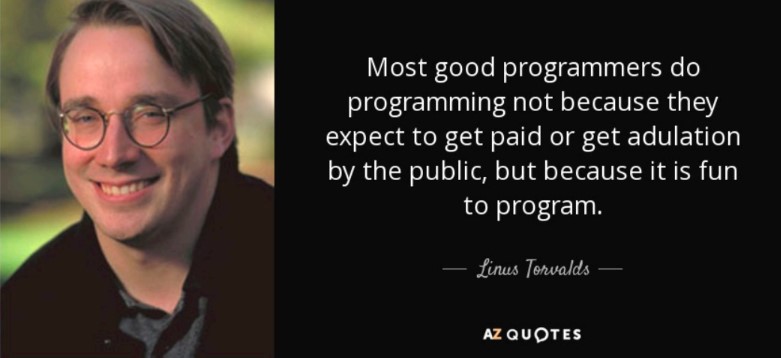 Most good programmers do
programming not because they
expect to get paid or get adulation
by the public, but because it is fun
to program.
Linus Torvalds
AZ QUOTES